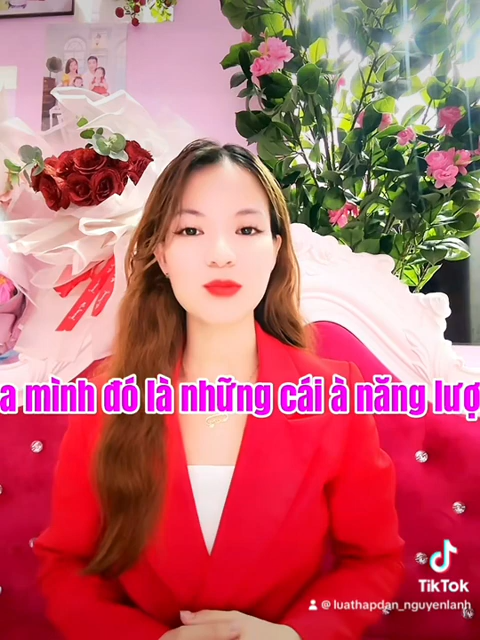 a mình đó là những cái à năng lượ
TikTok
@ luathapdan_nguyenlanh